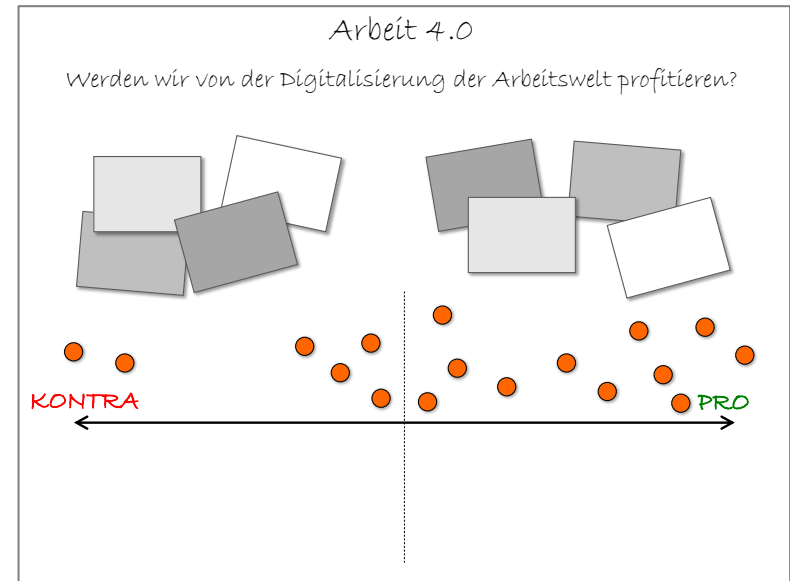 Arbeit 4.0
Werden wir von der Digitalisierung der Arbeitswelt profitieren?
KONTRA
PRO